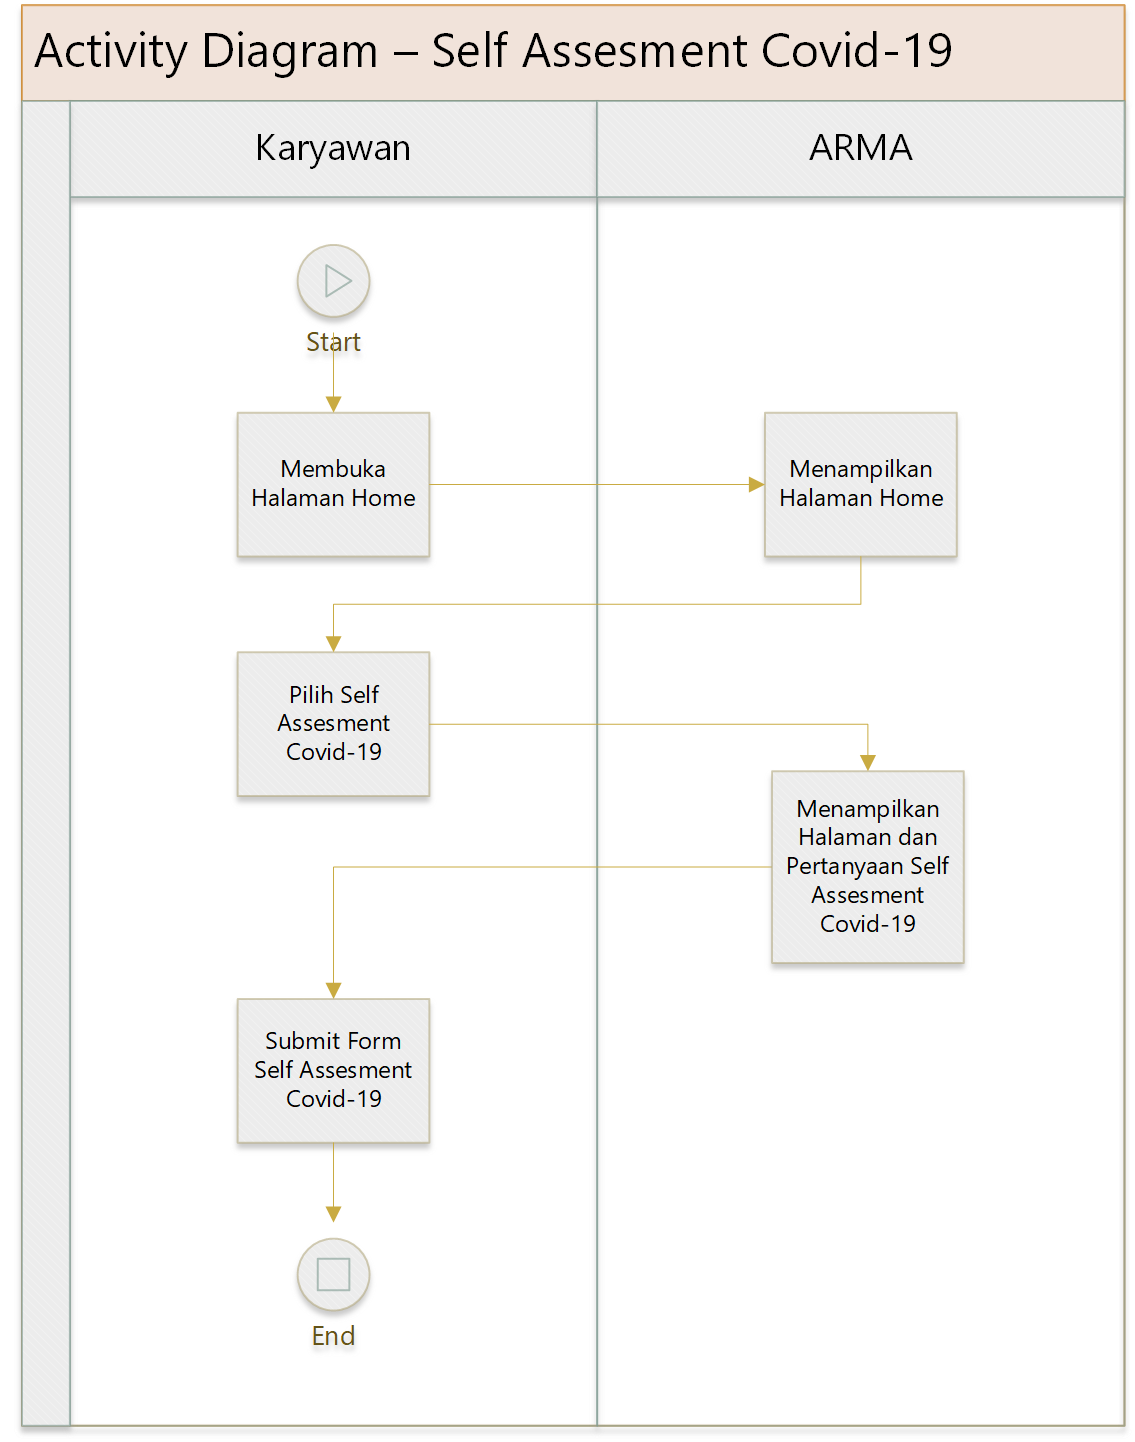 Activity Diagram – Self Assesment Covid-19
Karyawan
ARMA
Start
Membuka
Halaman Home
Menampilkan
Halaman Home
Pilih Self
Assesment
Covid-19
Menampilkan
Halaman dan
Pertanyaan Self
Assesment
Covid-19
Submit Form
Self Assesment
Covid-19
End